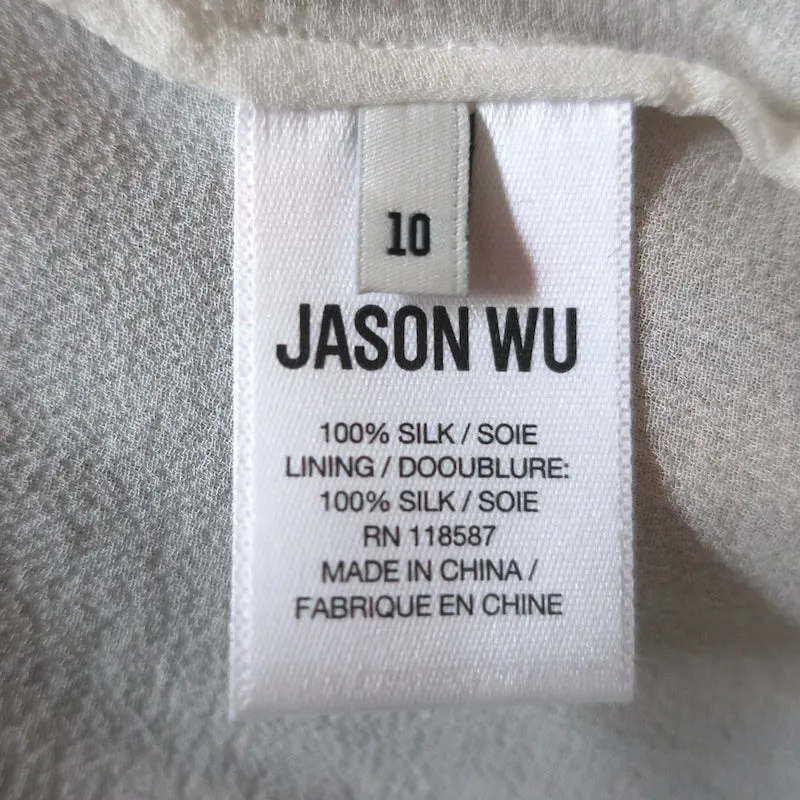 10
JASON WU
100% SILK / SOIE
LINING / DOOUBLURE:
100% SILK / SOIE
RN 118587
MADE IN CHINA /
FABRIQUE EN CHINE